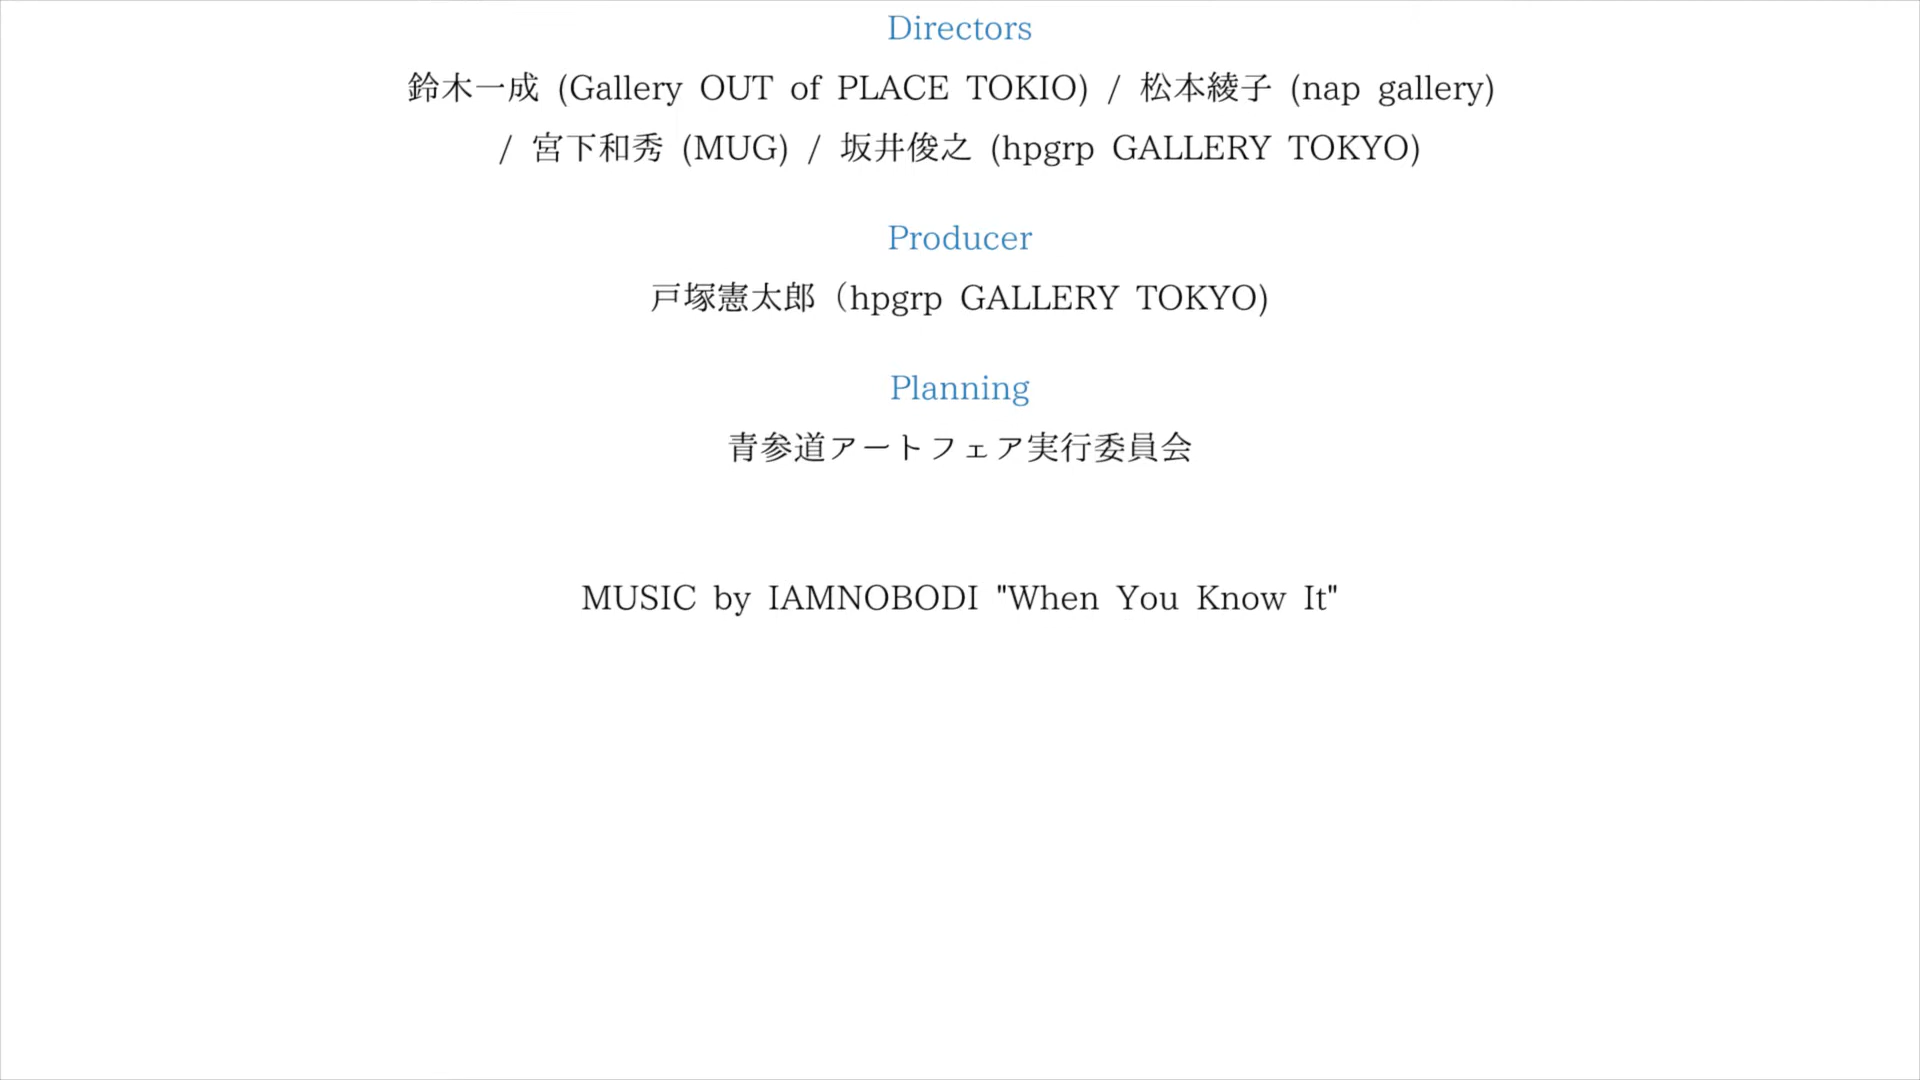 Directors
鈴木一成 (Gallery OUT of PLACE TOKIO) / 松本綾子 (nap gallery)
/ 宮下和秀 (MUG) / 坂井俊之 (hpgrp GALLERY TOKYO)
Producer
戸塚憲太郎（hpgrp GALLERY TOKYO)
Planning
青参道アートフェア実行委員会
MUSIC by IAMNOBODI "When You Know It"